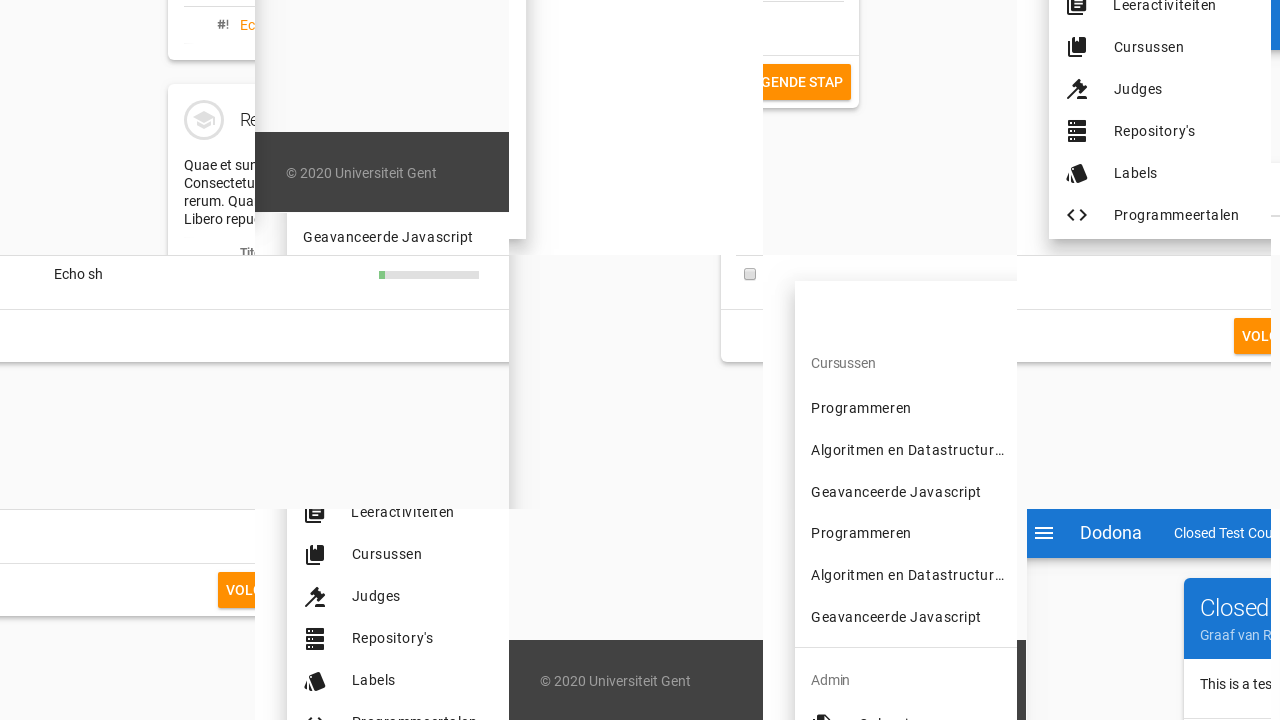 #! Ec
Re
Quae et sun
Consectetu
rerum. Qua
Libero repu
Tit
© 2020 Universiteit Gent
Geavanceerde Javascript
GENDE STAP
Leeractiviteiten
Cursussen
Judges
Repository's
Labels
Programmeertalen
Echo sh
Cursussen
Programmeren
Algoritmen en Datastructur…
Geavanceerde Javascript
Programmeren
Algoritmen en Datastructur…
Geavanceerde Javascript
Admin
VOLG
VOLG
Leeractiviteiten
Cursussen
Judges
Repository's
Labels
Programmeertalen
© 2020 Universiteit Gent
Dodona Closed Test Cou
Closed
Graaf van R
This is a tes